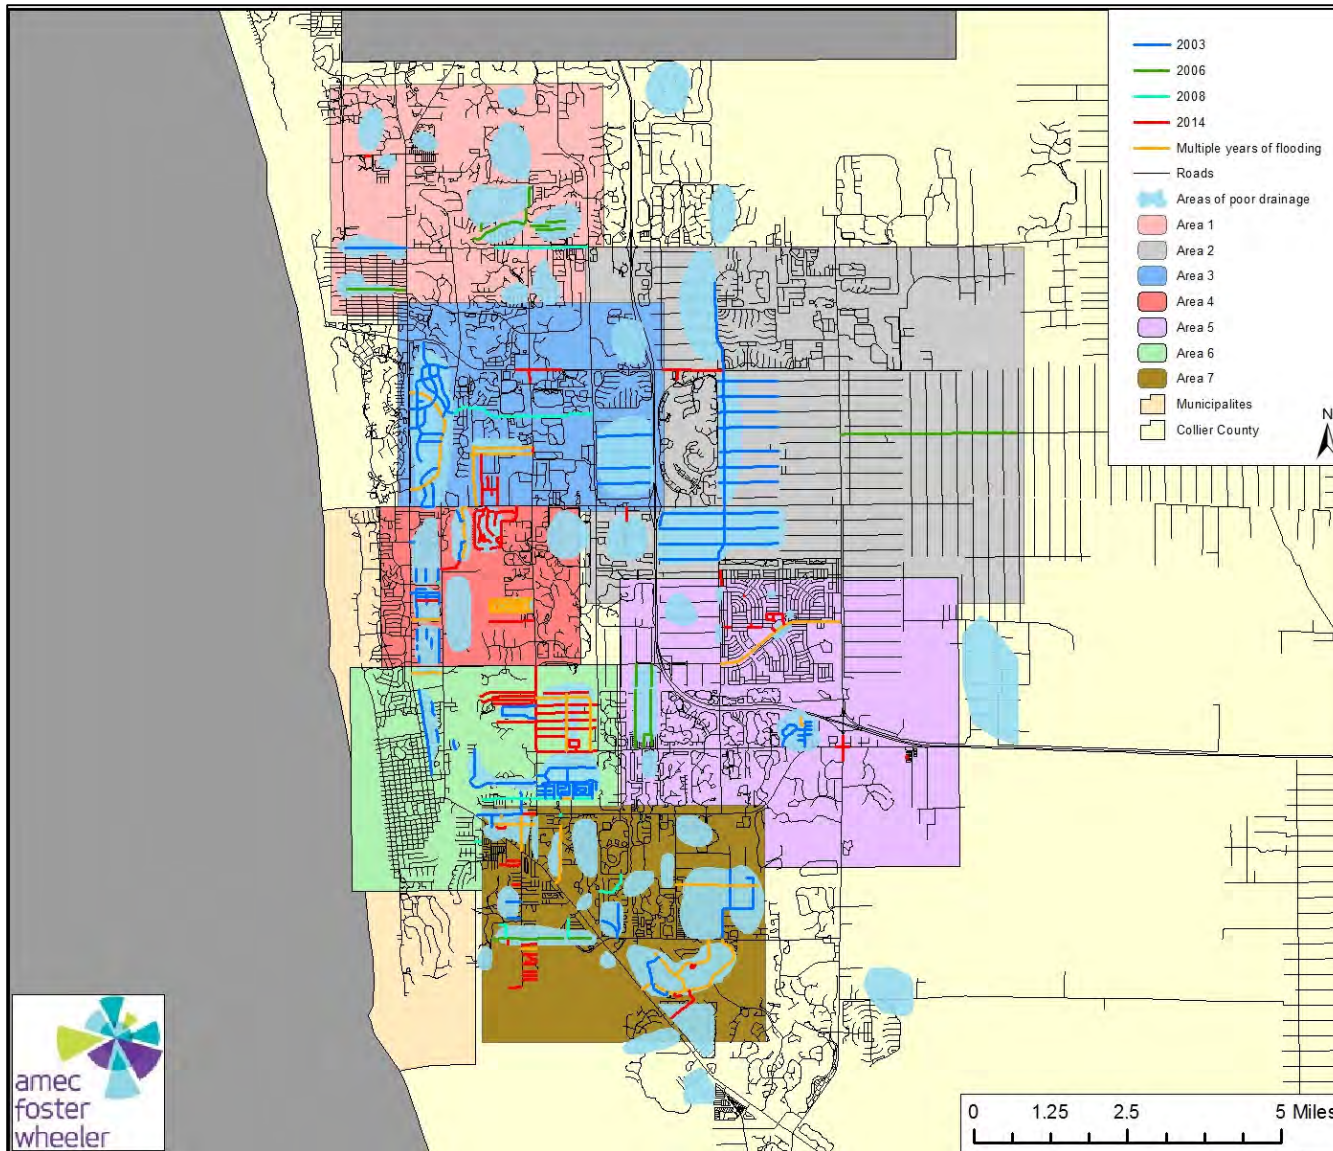 2003
2006
2008
2014
Multiple years of flooding
Roads
Areas of poor drainage
Area 1
Area 2
Area 3
Area 4
Area 5
Area 6
Area 7
Municipalites
Collier County
N
amec
foster
wheeler
0 1.25 2.5 5 Miles